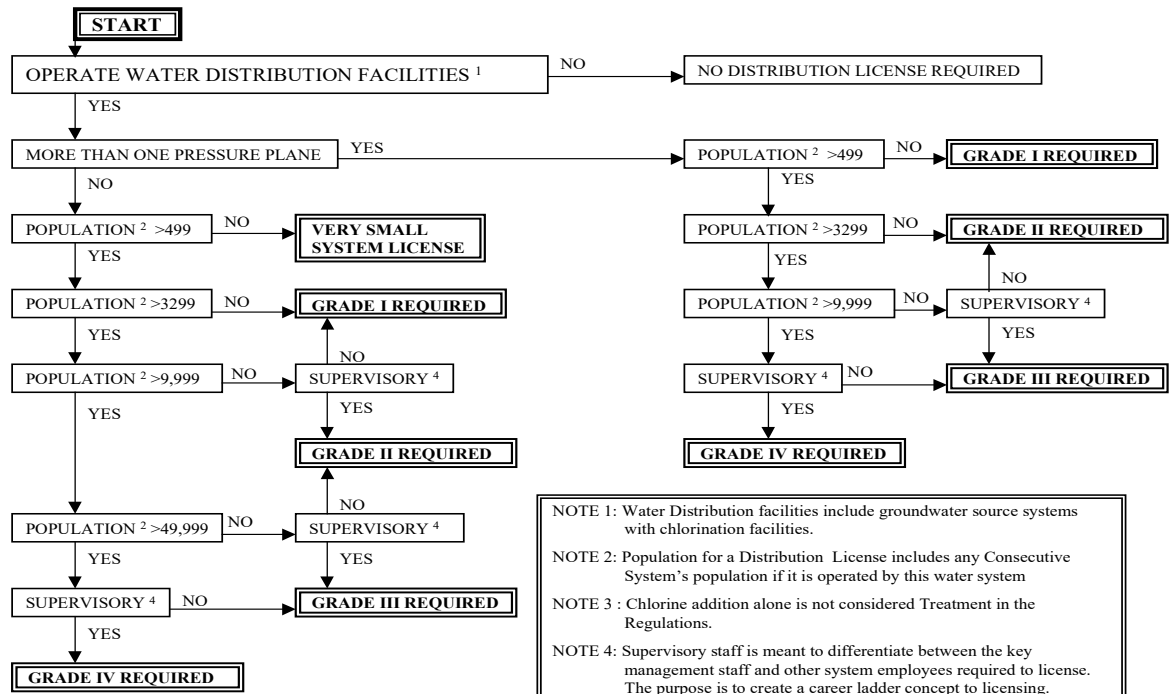 START
OPERATE WATER DISTRIBUTION FACILITIES ¹
NO
NO DISTRIBUTION LICENSE REQUIRED
YES
MORE THAN ONE PRESSURE PLANE
YES
POPULATION ² >499
NO
GRADE I REQUIRED
NO
YES
POPULATION ² >499
NO
VERY SMALL
SYSTEM LICENSE
POPULATION ² >3299
NO
GRADE II REQUIRED
YES
YES
NO
POPULATION ² >3299
NO
GRADE I REQUIRED
POPULATION ² >9,999
NO
SUPERVISORY ⁴
YES
NO
YES
YES
POPULATION ² >9,999
NO
SUPERVISORY ⁴
SUPERVISORY ⁴
NO
GRADE III REQUIRED
YES
YES
YES
GRADE II REQUIRED
GRADE IV REQUIRED
NO
POPULATION ² >49,999
NO
SUPERVISORY ⁴
YES
YES
SUPERVISORY ⁴
NO
GRADE III REQUIRED
YES
GRADE IV REQUIRED
NOTE 1: Water Distribution facilities include groundwater source systems
with chlorination facilities.
NOTE 2: Population for a Distribution License includes any Consecutive
System's population if it is operated by this water system
NOTE 3 : Chlorine addition alone is not considered Treatment in the
Regulations.
NOTE 4: Supervisory staff is meant to differentiate between the key
management staff and other system employees required to license.
The purpose is to create a career ladder concept to licensing.